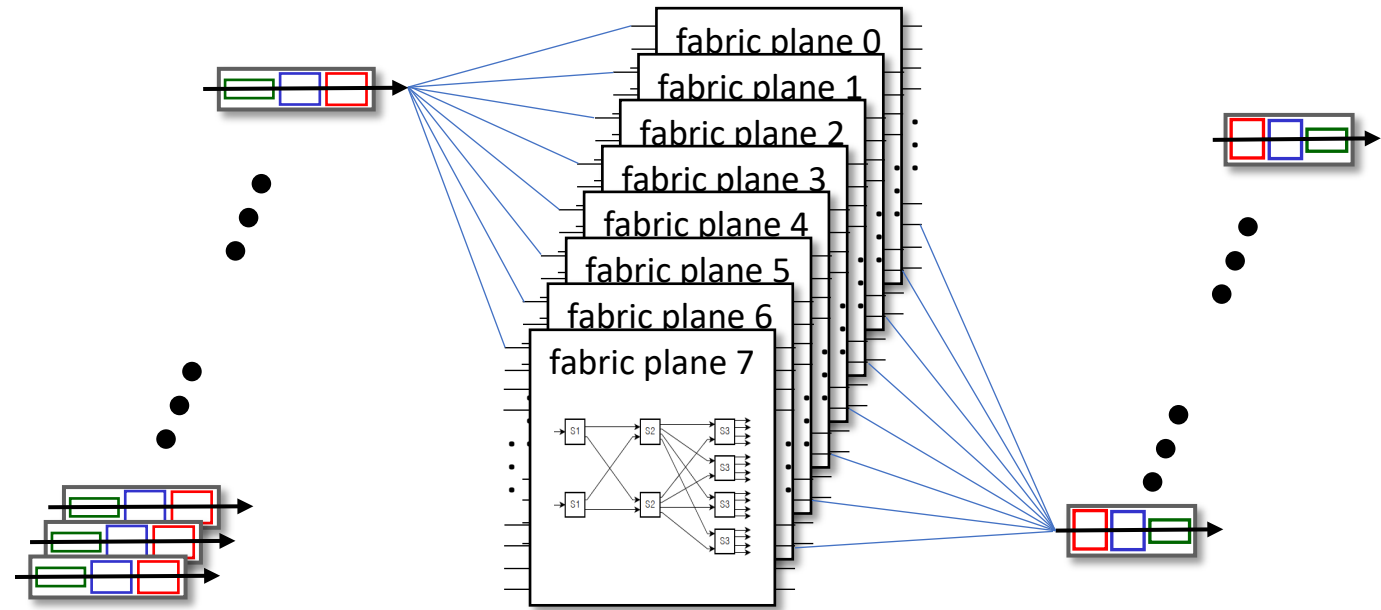 fabric plane 0
fabric plane 1
fabric plane 2
fabric plane 3
fabric plane 4
fabric plane 5
fabric plane 6
fabric plane 7
S1 S2 S3
S3
S1 S2 S3
S3